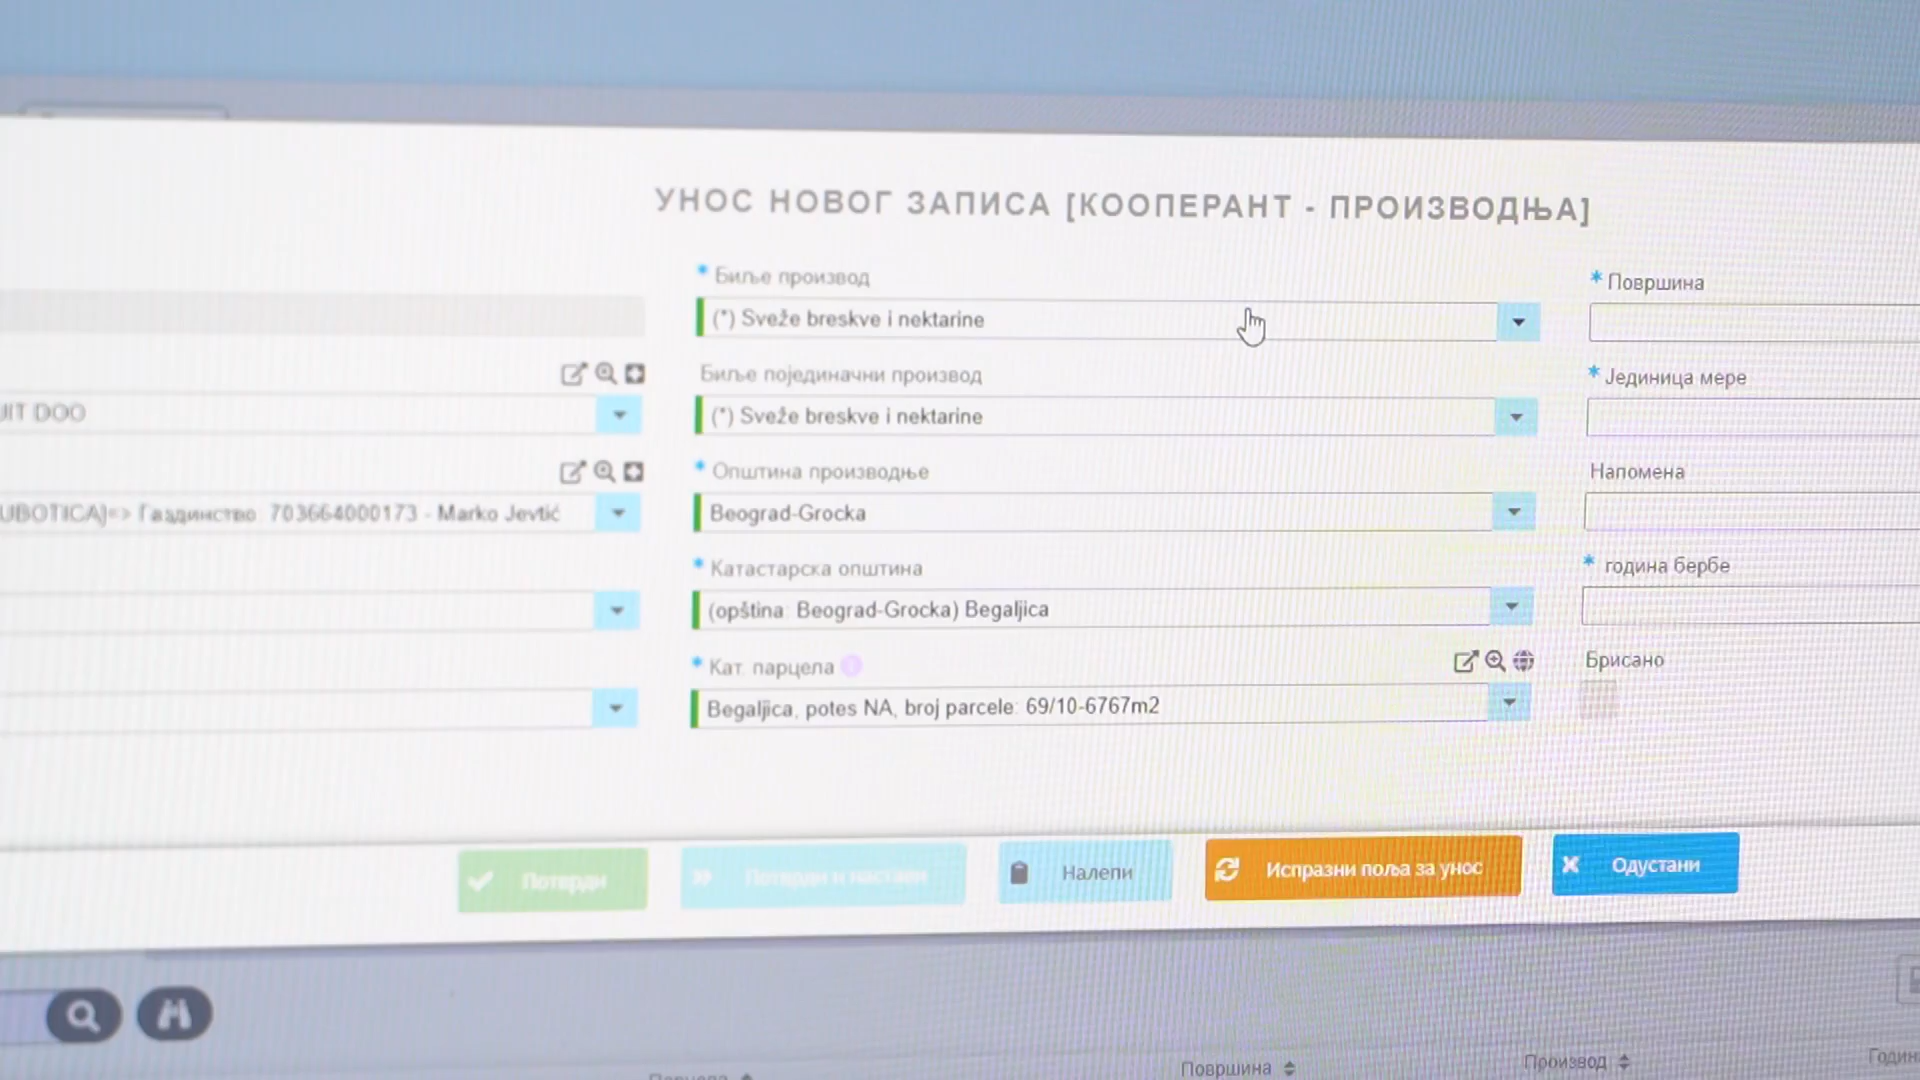 УНОС НОВОГ ЗАПИСА [КООПЕРАНТ - ПРОИЗВОДЊА]
* Биље производ
(*) Sveže breskve i nektarine
Биље појединачни производ
(*) Sveže breskve i nektarine
* Општина производње
Beograd-Grocka
* Катастарска општина
(opština: Beograd-Grocka) Begaljica
* Кат. парцела
Begaljica, potes NA, broj parcele: 69/10-6767m2
* Површина
* Јединица мере
Напомена
* година бербе
Брисано
DOO
UBOTICA]=> Газдинство: 703664000173 - Marko Jevtić
Потврди
Потврди и настави
Налепи
Испразни поља за унос
Одустани
Површина
Производ